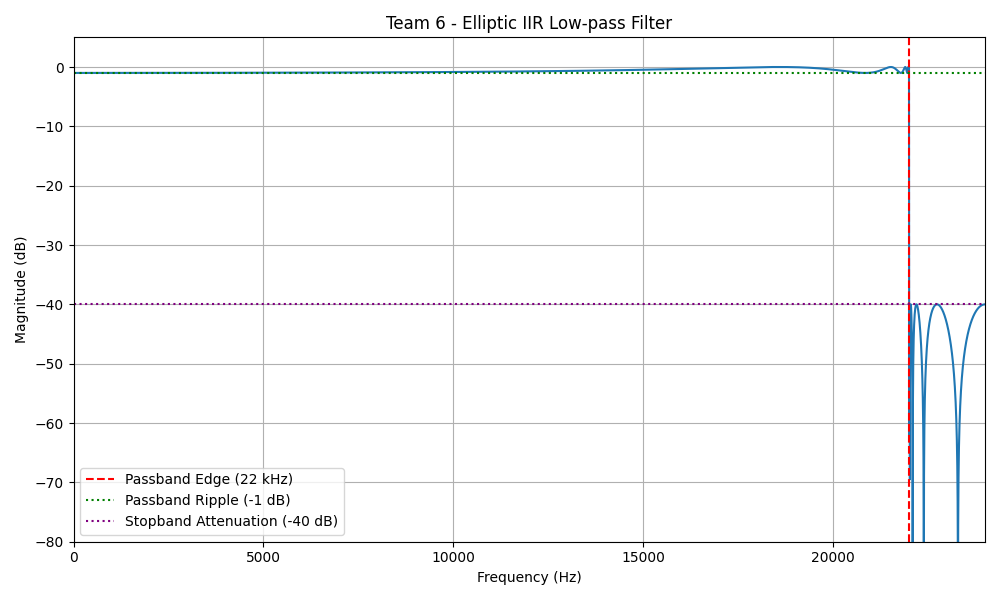 Team 6 - Elliptic IIR Low-pass Filter
Magnitude (dB)
0
−10
−20
−30
−40
−50
−60
−70
−80
Passband Edge (22 kHz)
Passband Ripple (-1 dB)
Stopband Attenuation (-40 dB)
0
5000
10000
15000
20000
Frequency (Hz)